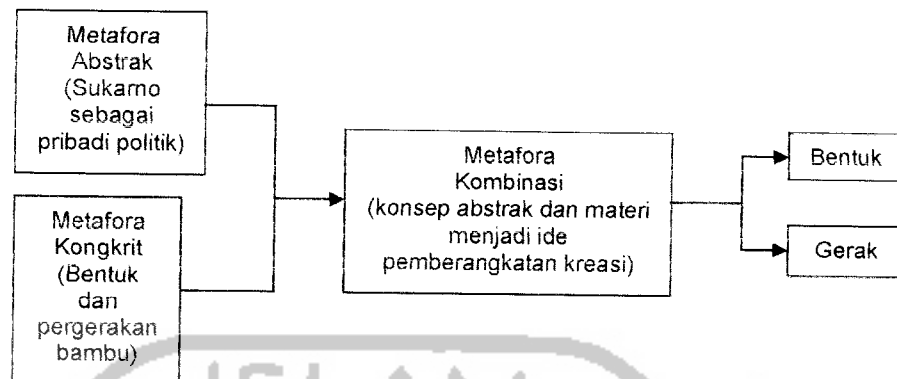 Metafora
Abstrak
(Sukarno
sebagai
pribadi politik)
Metafora
Kongkrit
(Bentuk
dan
pergerakan
bambu)
Metafora
Kombinasi
(konsep abstrak dan materi
menjadi ide
pemberangkatan kreasi)
Bentuk
Gerak